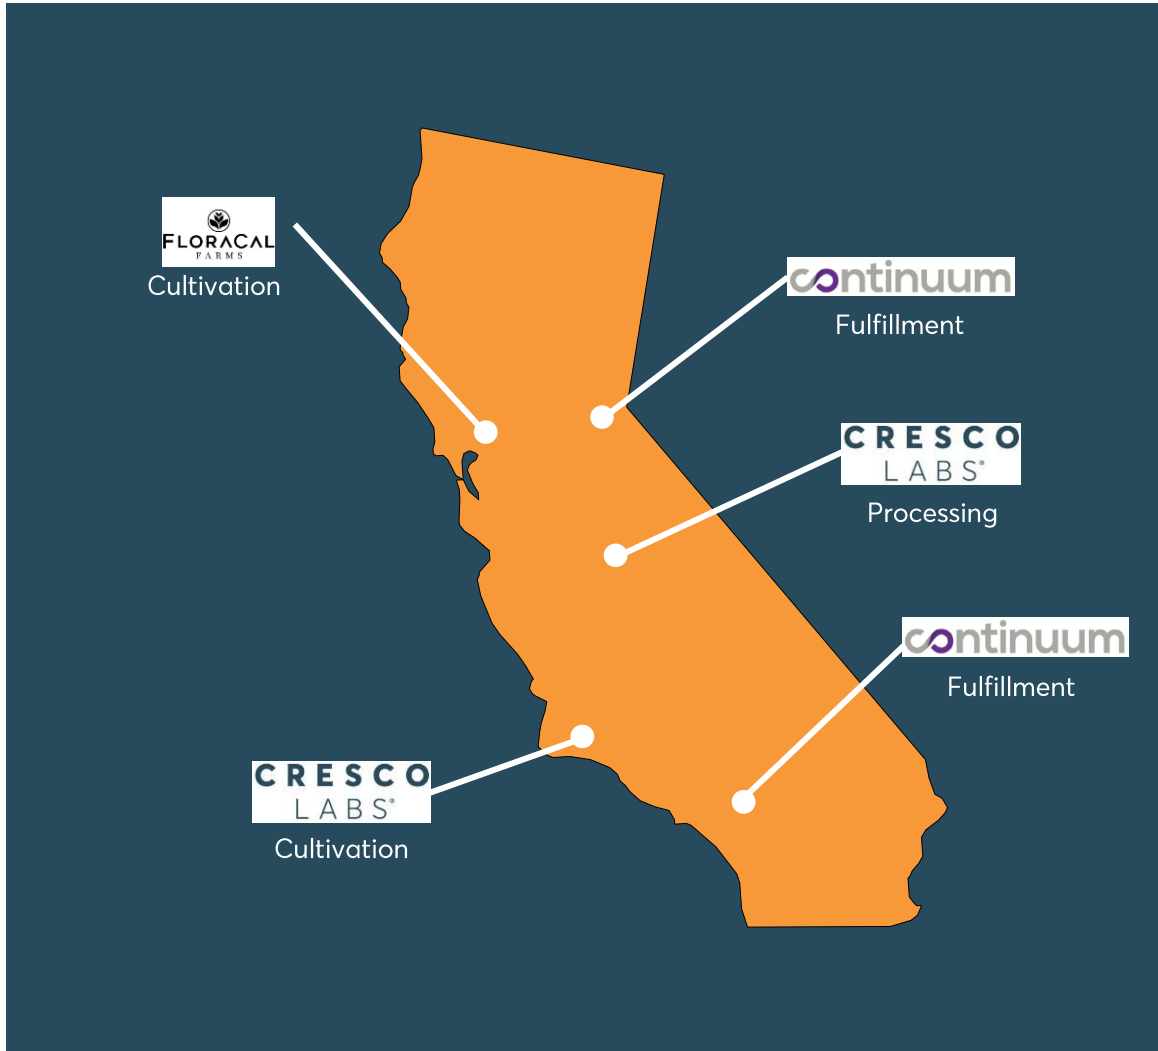 FLORACAL
FARMS
Cultivation
continuum
Fulfillment
CRESCO
LABS®
Processing
continuum
Fulfillment
CRESCO
LABS®
Cultivation